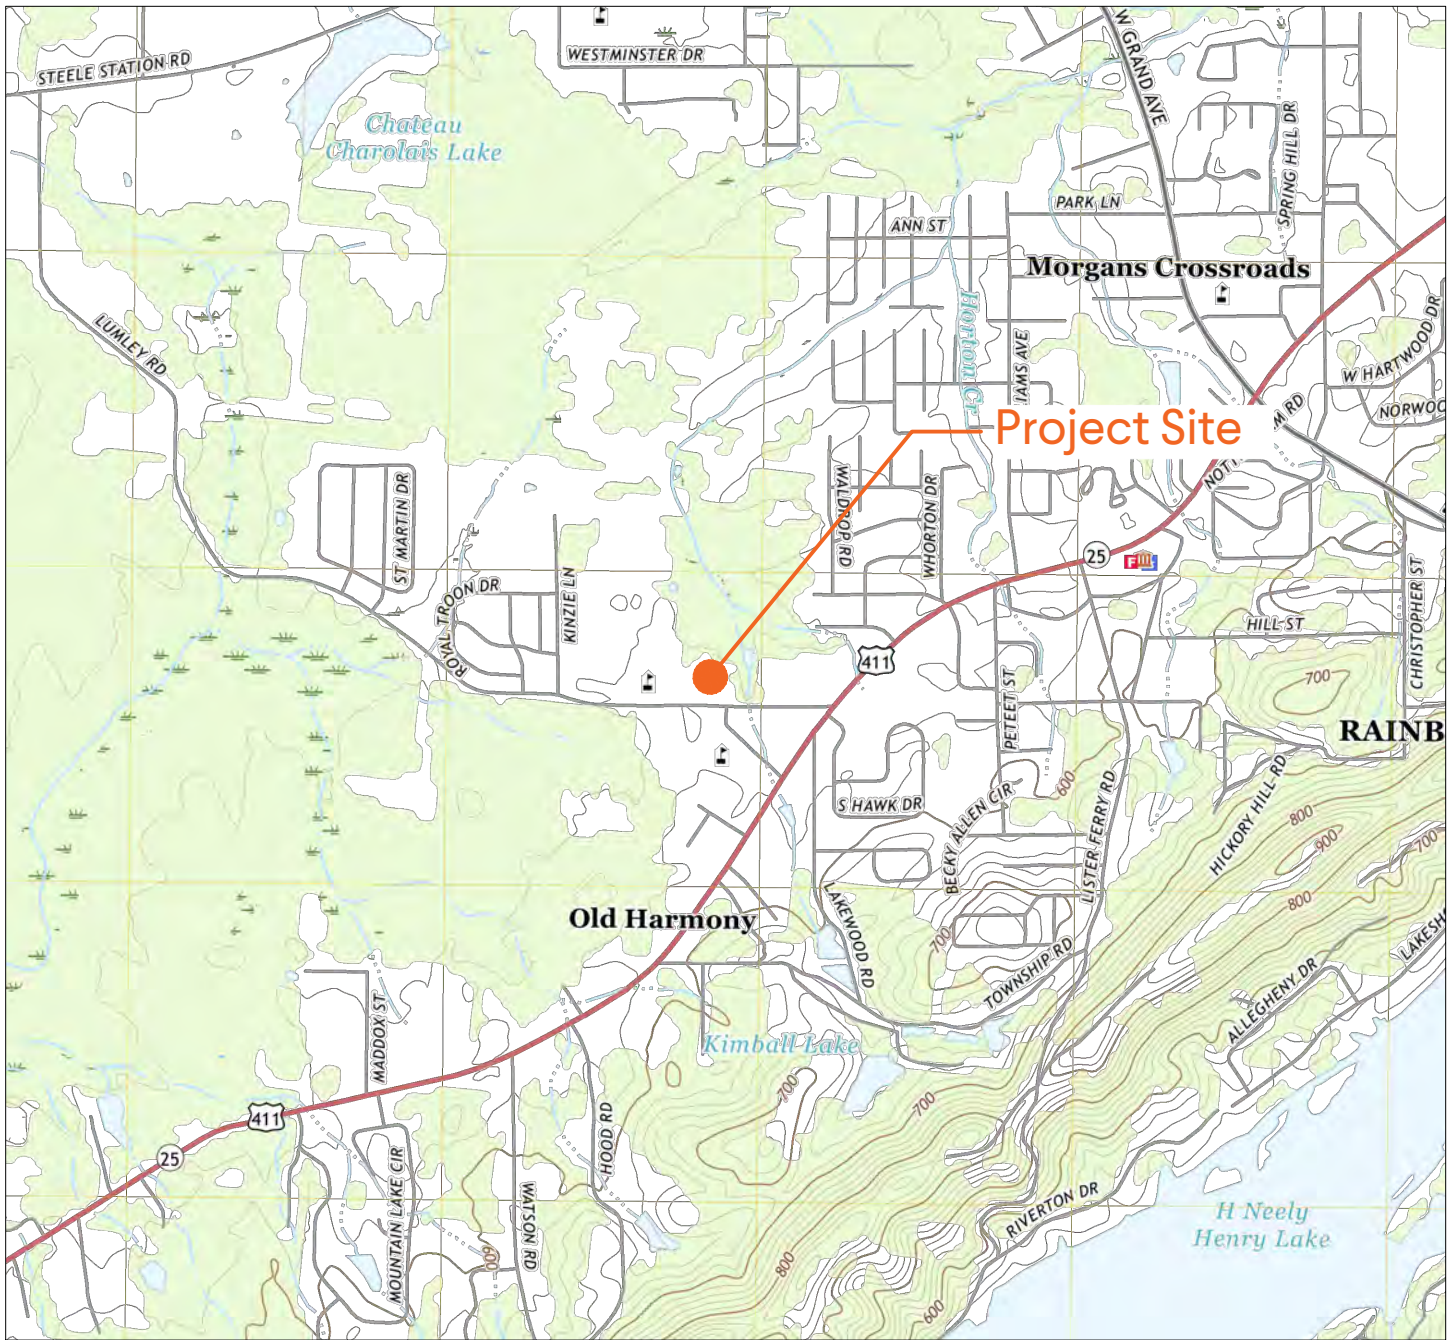 WESTMINSTER DR
W GRAND AVE
STEELE STATION RD
Chateau
Charolais Lake
SPRING HILL DR
PARK LN
ANN ST
Morgans Crossroads
Horton Cr
LUMLEY RD
IAMS AVE
W HARTWOOD DR
NORWOO
M RD
Project Site
NOTT
WALDROP RD
WHORTON DR
ST MARTIN DR
25
F
ROYAL TROON DR
KINZIE LN
CHRISTOPHER ST
HILL ST
411
700
PETEET ST
RAINB
600
S HAWK DR
BECKY ALLEN CIR
LISTER FERRY RD
HICKORY HILL RD
800
900
700
800
Old Harmony
LAKEWOOD RD
700
TOWNSHIP RD
ALLEGHENY DR
LAKESH
MADDOX ST
Kimball Lake
700
700
411
25
HOOD RD
MOUNTAIN LAKE CIR
WATSON RD
600
RIVERTON DR
H Neely
Henry Lake
800
600